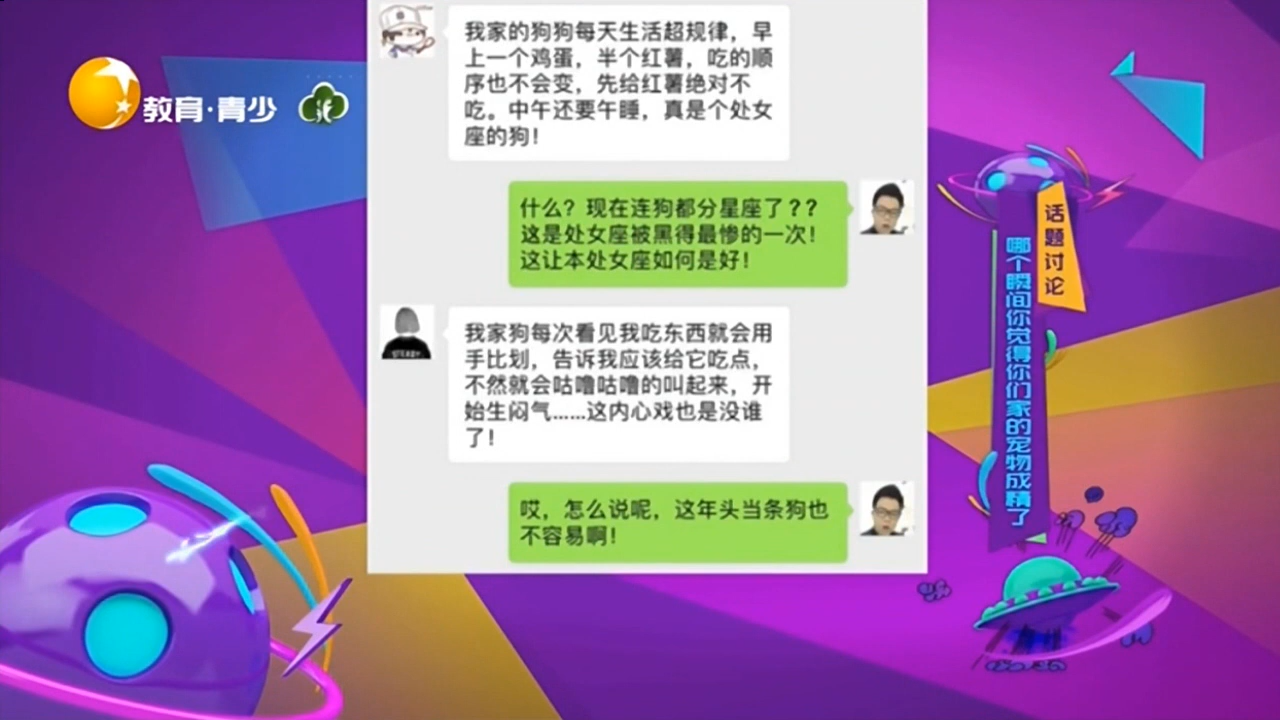 教育·青少
我家的狗狗每天生活超规律，早
上一个鸡蛋，半个红薯，吃的顺
序也不会变，先给红薯绝对不
吃。中午还要午睡，真是个处女
座的狗！
什么？现在连狗都分星座了？？
这是处女座被黑得最惨的一次！
这让本处女座如何是好！
我家狗每次看见我吃东西就会用
手比划，告诉我应该给它吃点，
不然就会咕噜咕噜的叫起来，开
始生闷气……这内心戏也是没谁
了！
哎，怎么说呢，这年头当条狗也
不容易啊！
话题讨论
哪个瞬间你觉得你们家的宠物成精了